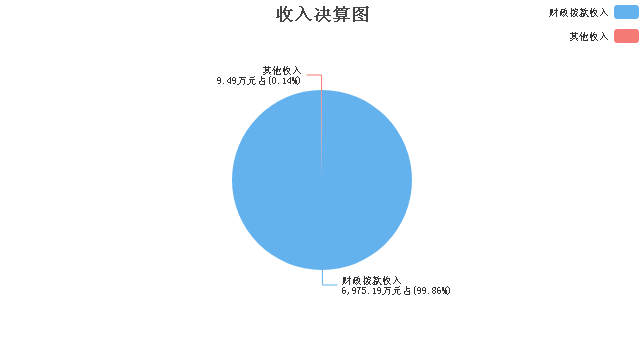 收入决算图
财政拨款收入
其他收入
其他收入
9.49万元占(0.14%)
财政拨款收入
6,975.19万元占(99.86%)